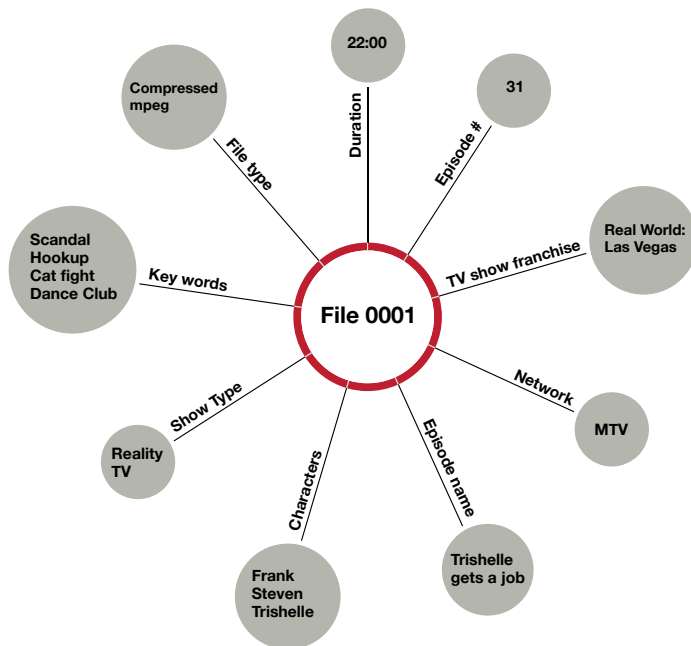 22:00
Duration
31
Episode #
Compressed
mpeg
File type
Real World:
Las Vegas
TV show franchise
Scandal
Hookup
Cat fight
Dance Club
Key words
File 0001
Network
MTV
Show Type
Reality
TV
Episode name
Trishelle
gets a job
Characters
Frank
Steven
Trishelle